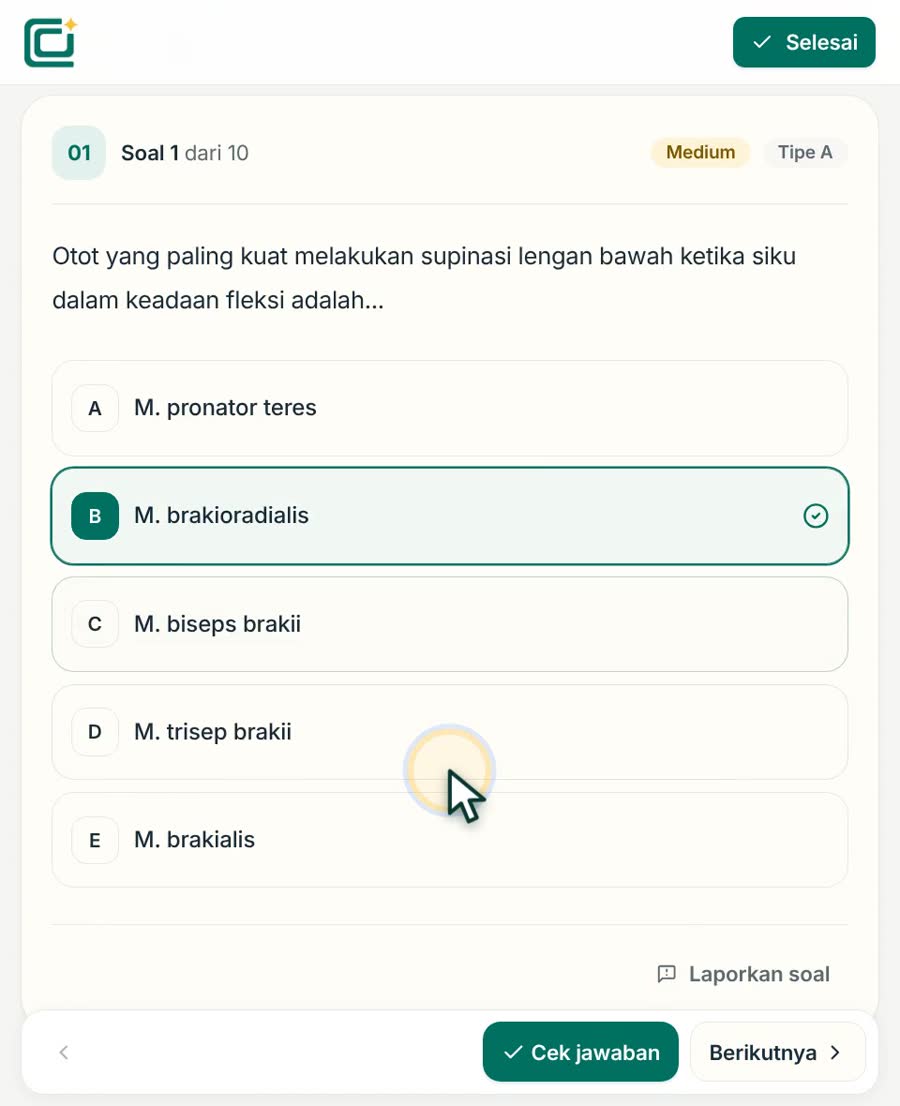 Selesai
01
Soal 1 dari 10
Medium
Tipe A
Otot yang paling kuat melakukan supinasi lengan bawah ketika siku
dalam keadaan fleksi adalah...
A M. pronator teres
B M. brakioradialis
C M. biseps brakii
D M. trisep brakii
E M. brakialis
Laporkan soal
Cek jawaban
Berikutnya